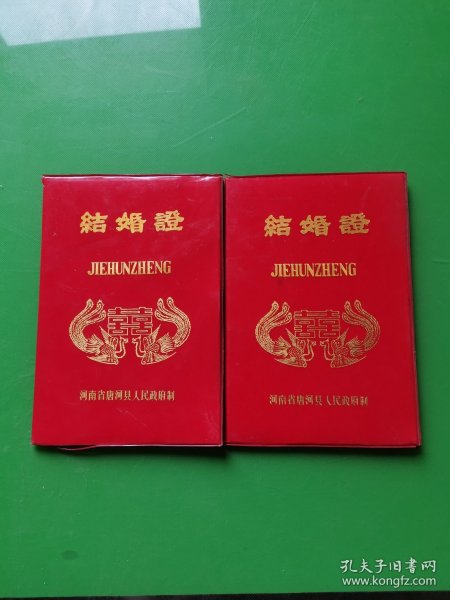 結婚證
JIEHUNZHENG
囍
河南省唐河县人民政府制
結婚證
JIEHUNZHENG
囍
河南省唐河县人民政府制
孔夫子旧书网
www.kongfz.com